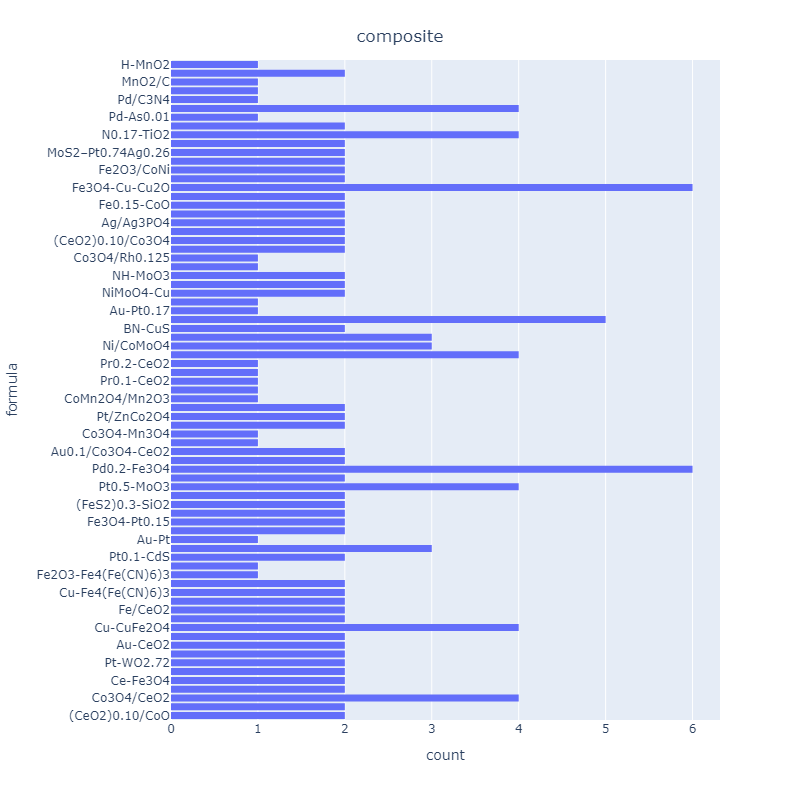 composite
H-MnO2
MnO2/C
Pd/C3N4
Pd-As0.01
N0.17-TiO2
MoS2–Pt0.74Ag0.26
Fe2O3/CoNi
Fe3O4-Cu-Cu2O
Fe0.15-CoO
Ag/Ag3PO4
(CeO2)0.10/Co3O4
Co3O4/Rh0.125
NH-MoO3
NiMoO4-Cu
Au-Pt0.17
BN-CuS
Ni/CoMoO4
Pr0.2-CeO2
Pr0.1-CeO2
CoMn2O4/Mn2O3
Pt/ZnCo2O4
Co3O4-Mn3O4
Au0.1/Co3O4-CeO2
Pd0.2-Fe3O4
Pt0.5-MoO3
(FeS2)0.3-SiO2
Fe3O4-Pt0.15
Au-Pt
Pt0.1-CdS
Fe2O3-Fe4(Fe(CN)6)3
Cu-Fe4(Fe(CN)6)3
Fe/CeO2
Cu-CuFe2O4
Au-CeO2
Pt-WO2.72
Ce-Fe3O4
Co3O4/CeO2
(CeO2)0.10/CoO
formula
0 1 2 3 4 5 6
count